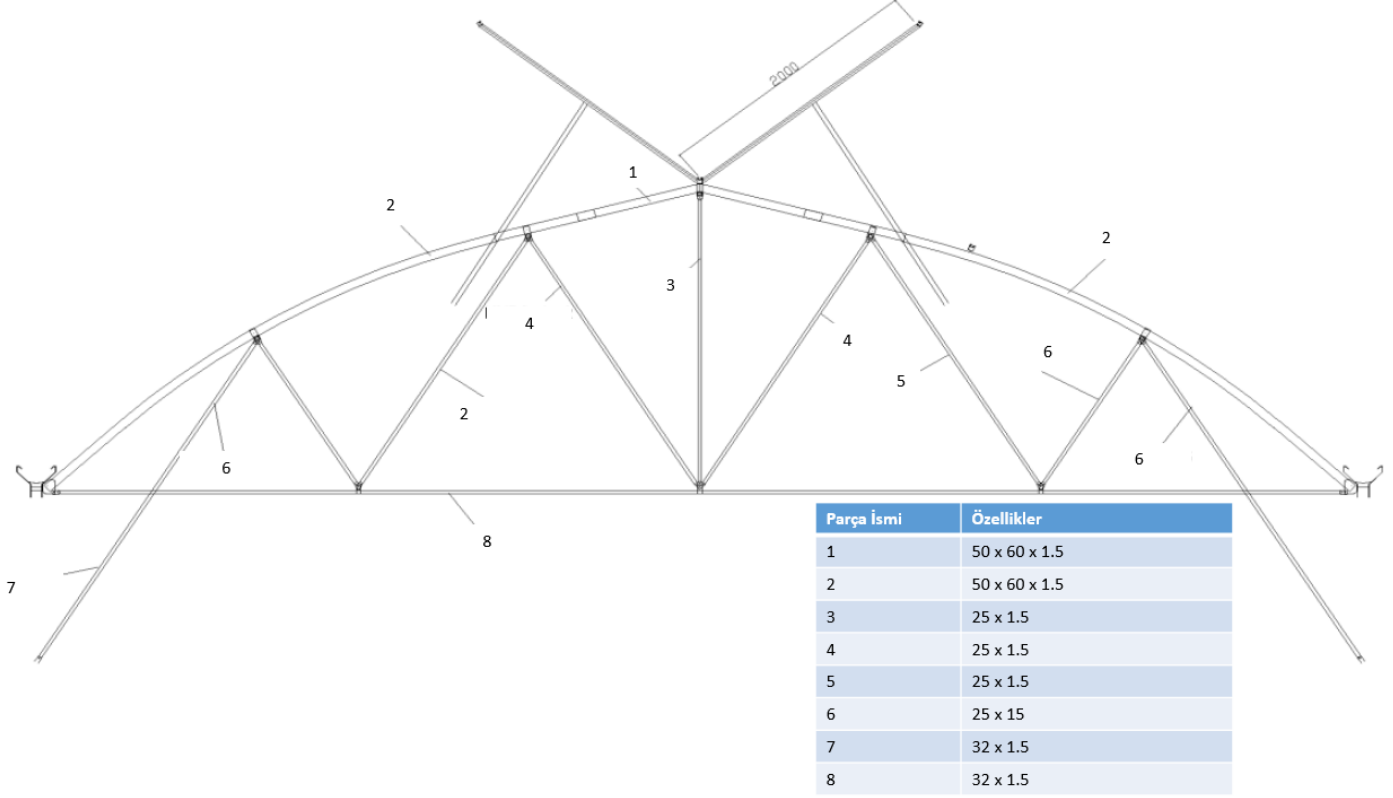 2000
1
2
2
3
4
4
6
5
2
6
6
8
7
Parça İsmi Özellikler
1 50 x 60 x 1.5
2 50 x 60 x 1.5
3 25 x 1.5
4 25 x 1.5
5 25 x 1.5
6 25 x 15
7 32 x 1.5
8 32 x 1.5